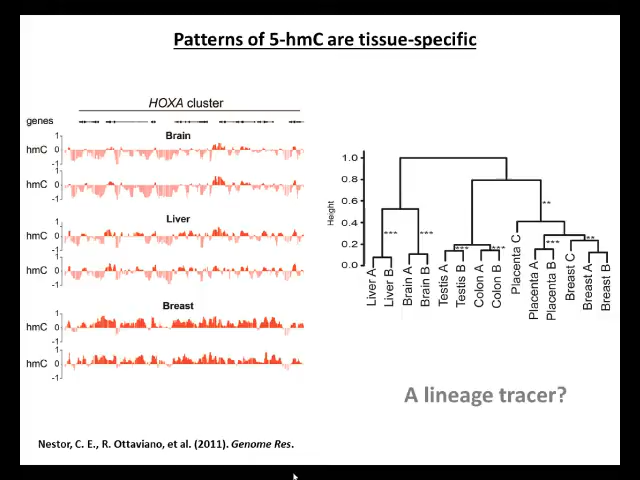 Patterns of 5-hmC are tissue-specific
HOXA cluster
genes
Brain
1
hmC 0
-1
1
hmC 0
-1
Liver
1
hmC 0
-1
1
hmC 0
-1
Breast
1
hmC 0
-1
1
hmC 0
-1
Height
1.0
0.8
0.6
0.4
0.2
0.0
***
***
***
***
**
***
**
Liver A
Liver B
Brain A
Brain B
Testis A
Testis B
Colon A
Colon B
Placenta C
Placenta A
Placenta B
Breast C
Breast A
Breast B
A lineage tracer?
Nestor, C. E., R. Ottaviano, et al. (2011). Genome Res.